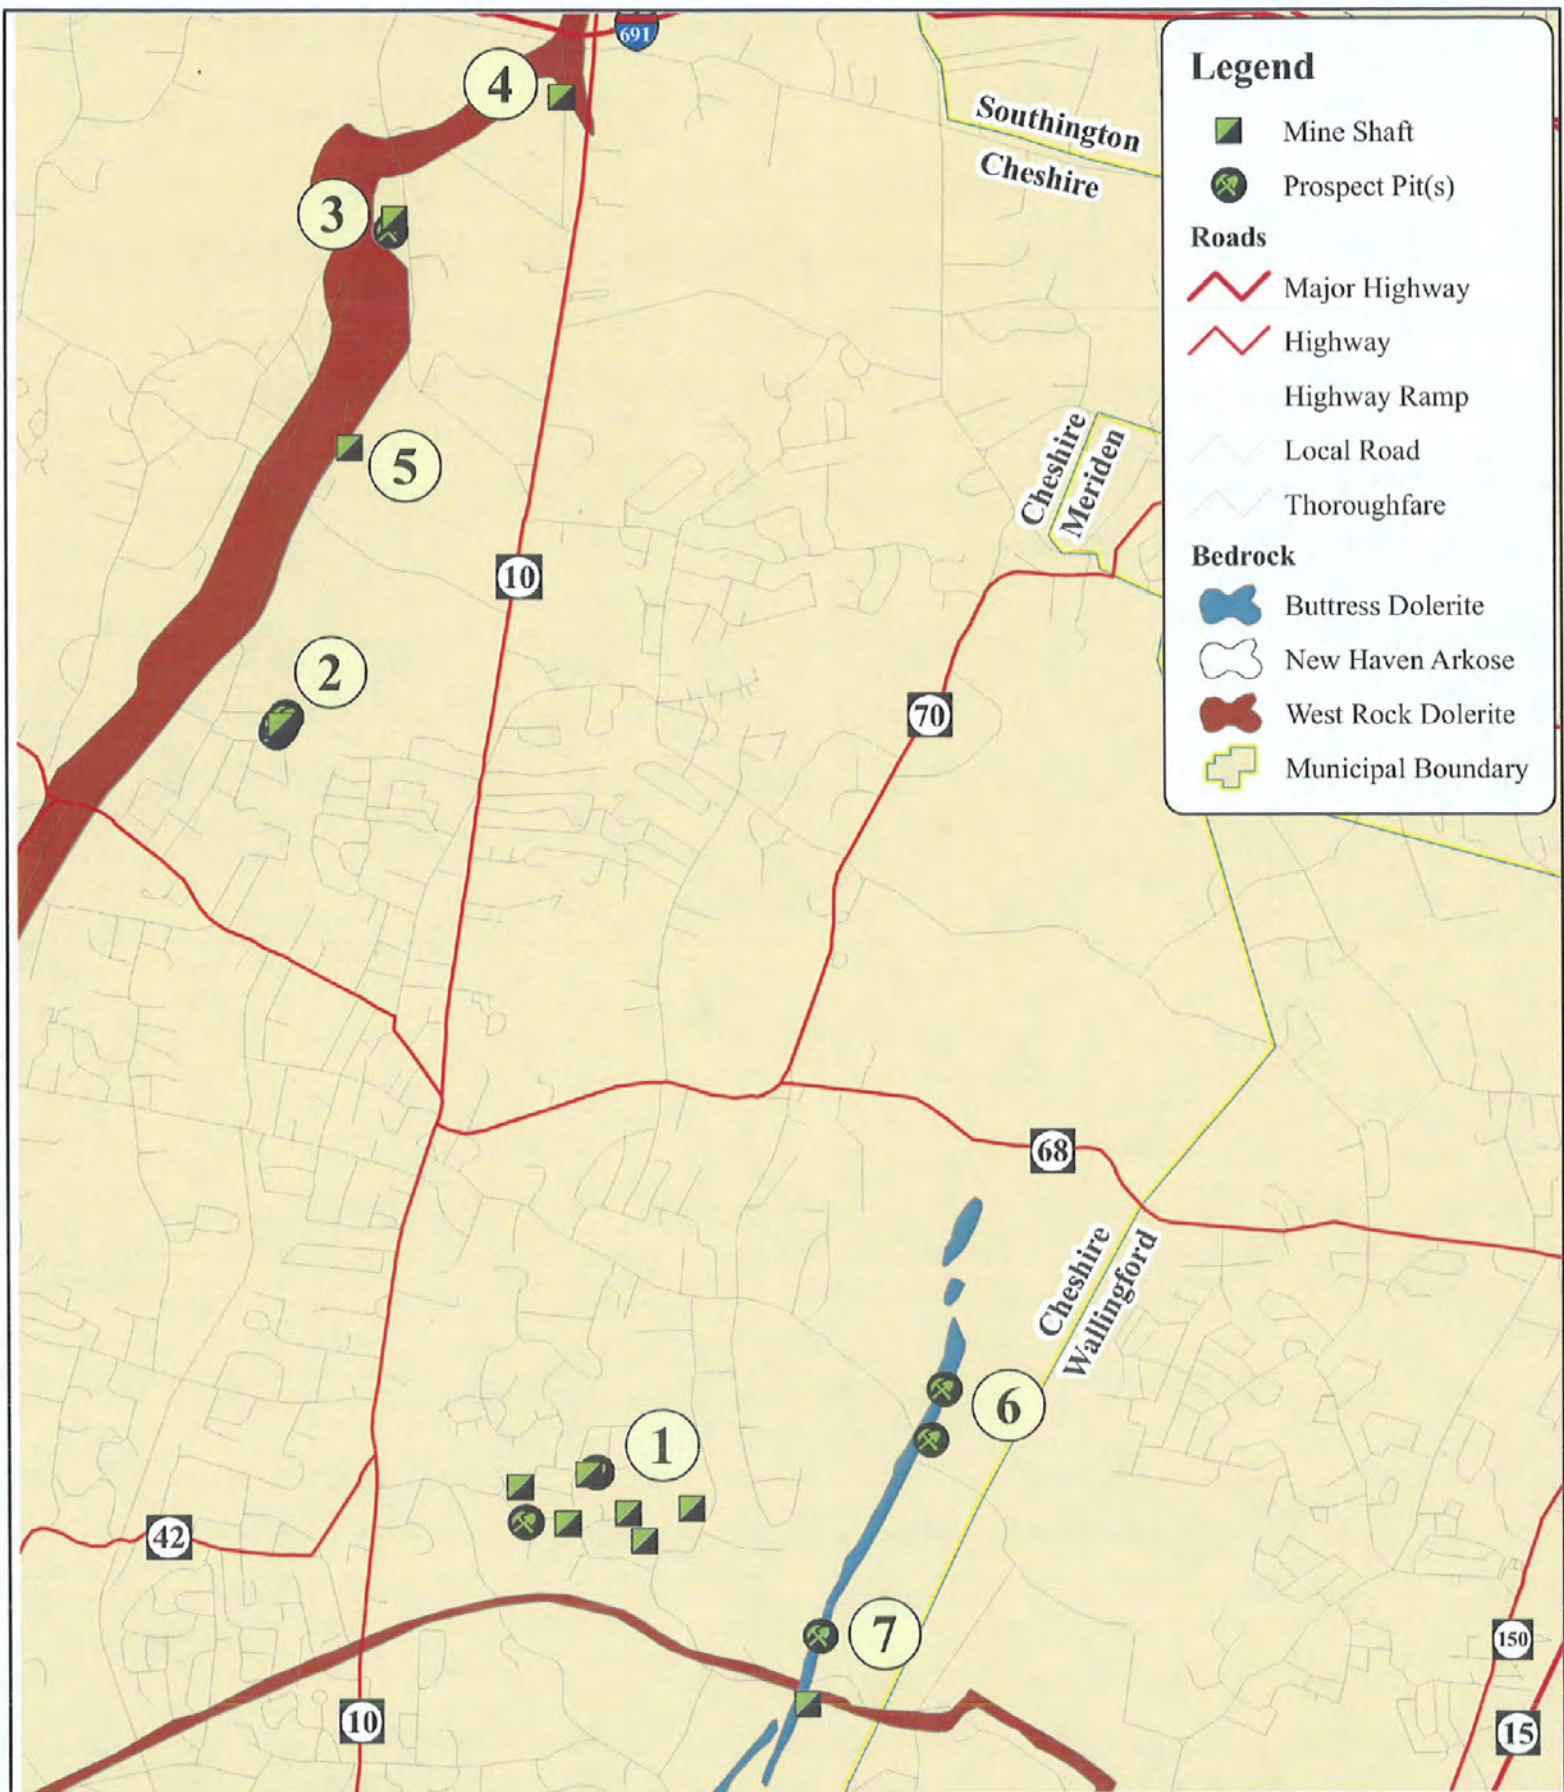 691
4
Southington
Cheshire
3
Cheshire
Meriden
5
10
2
70
68
Cheshire
Wallingford
6
1
42
7
150
10
15
Legend
Mine Shaft
Prospect Pit(s)
Roads
Major Highway
Highway
Highway Ramp
Local Road
Thoroughfare
Bedrock
Buttress Dolerite
New Haven Arkose
West Rock Dolerite
Municipal Boundary